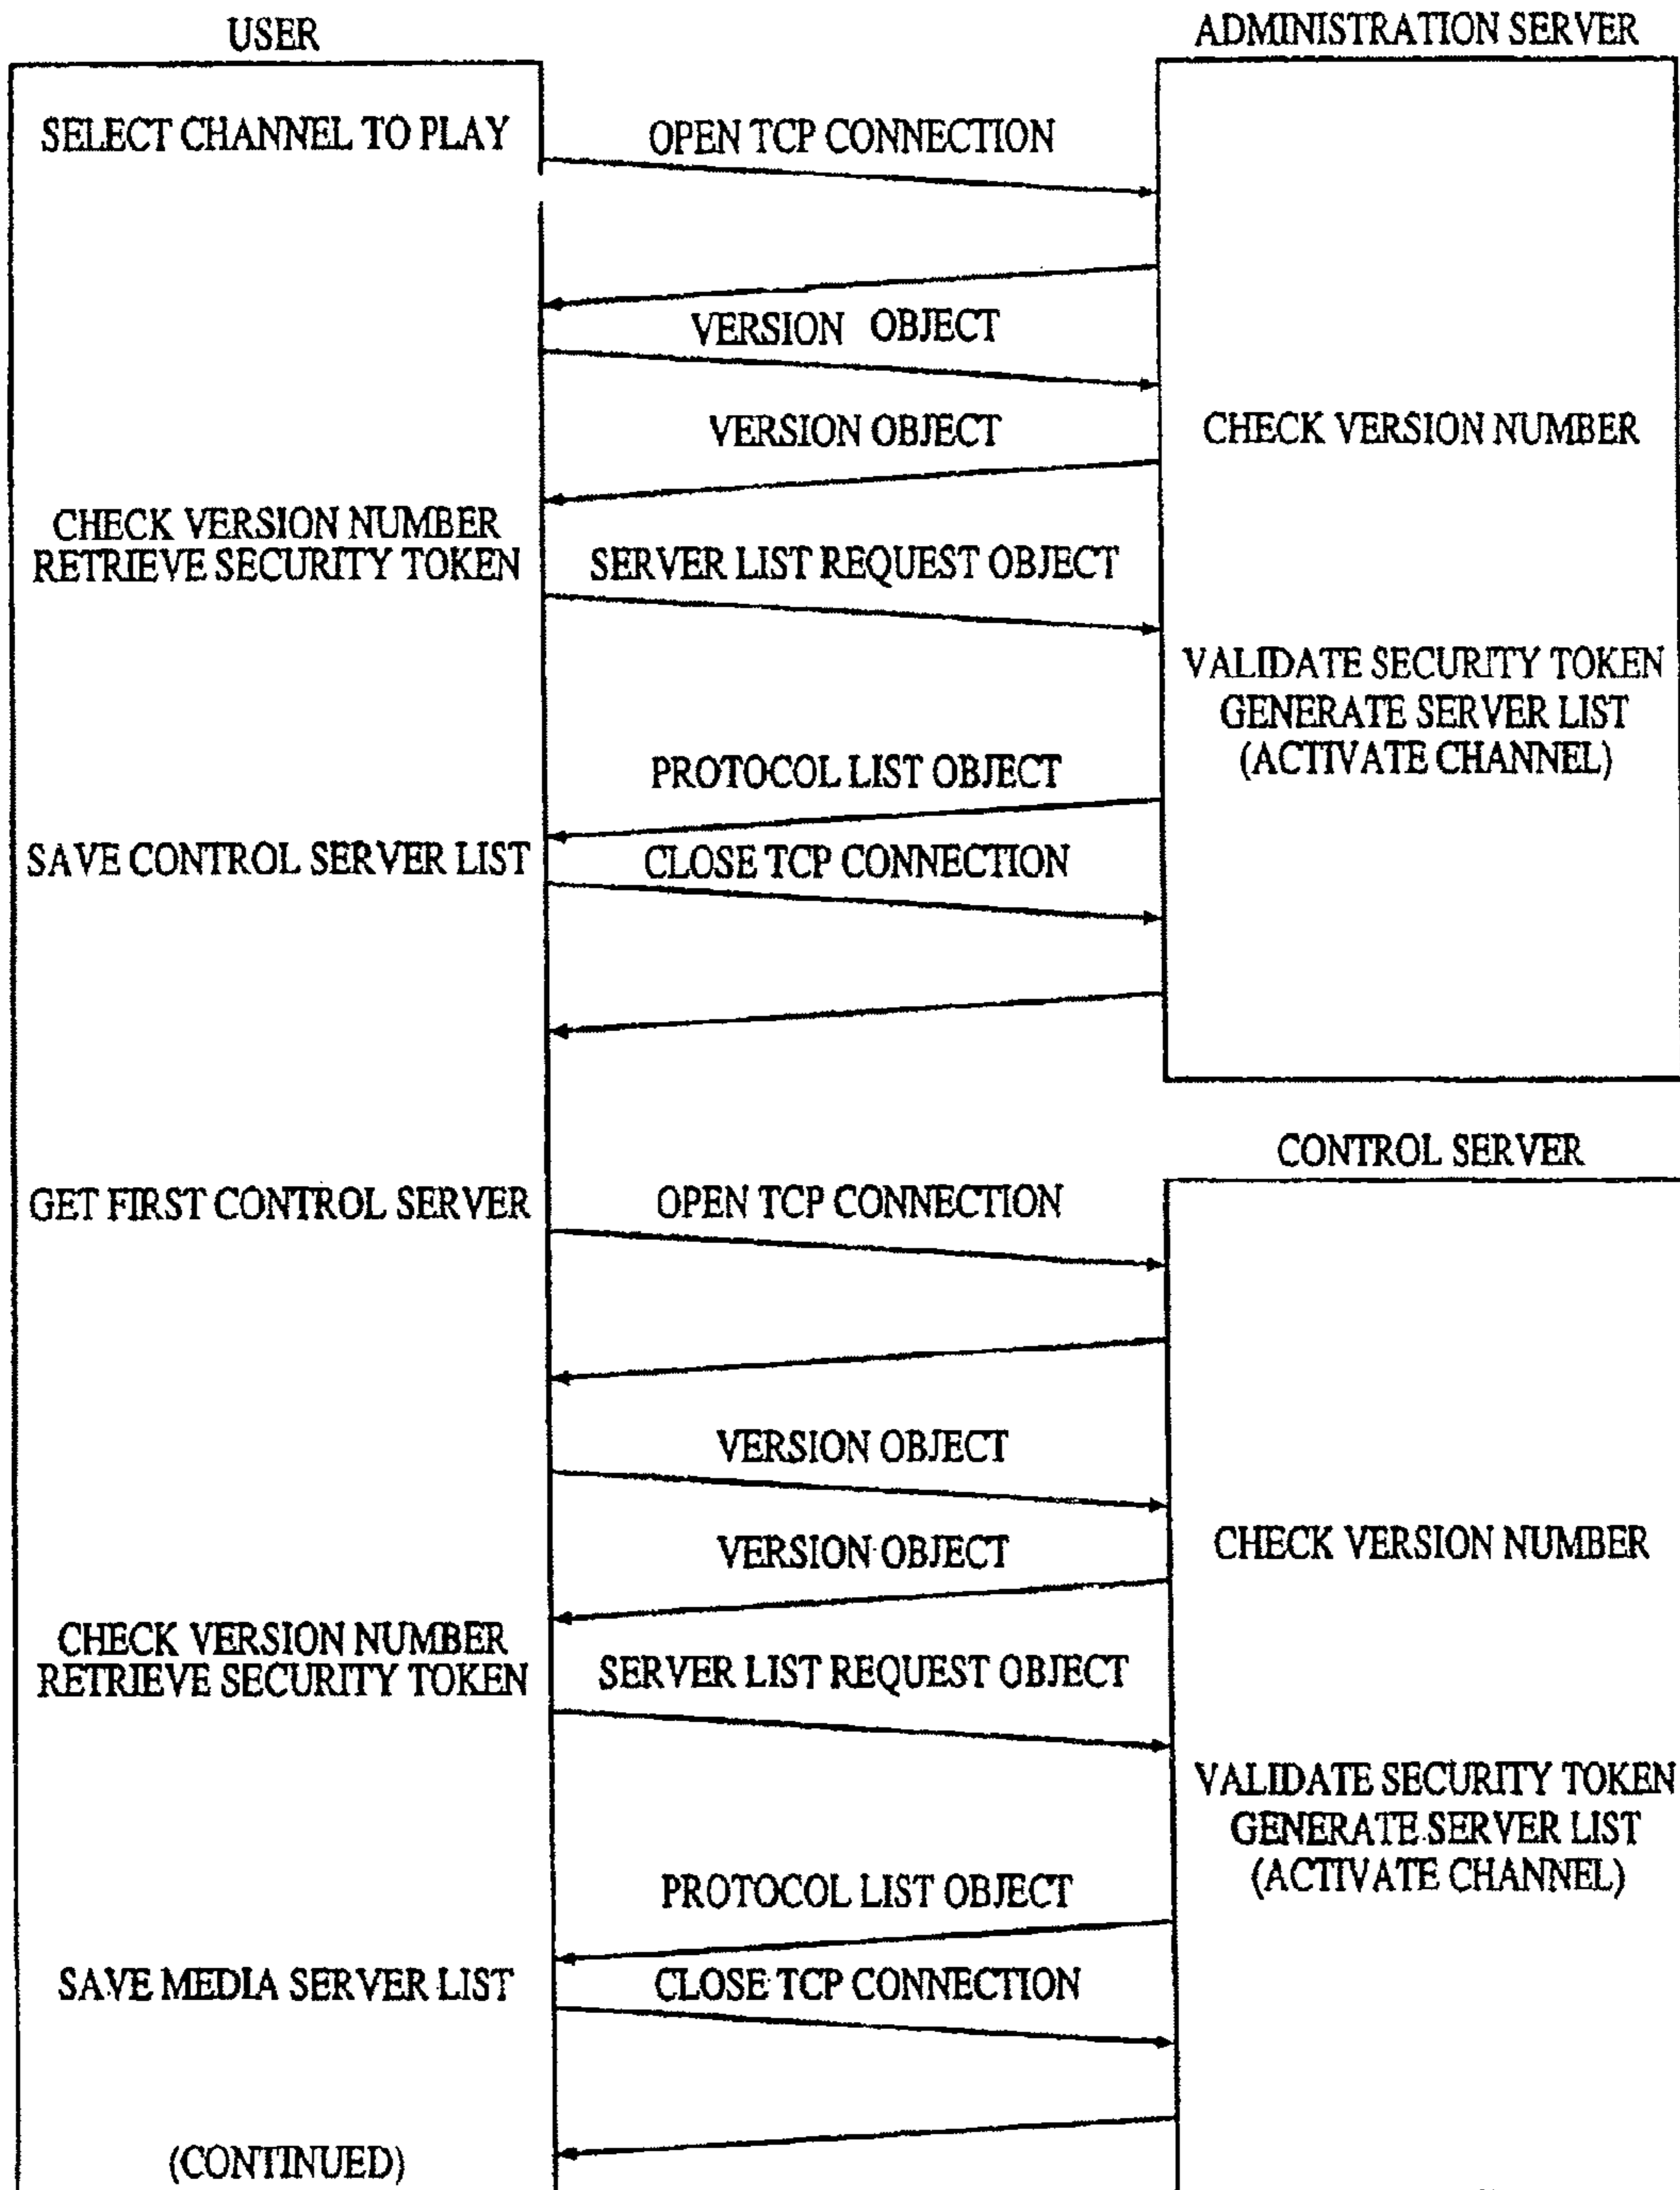 USER
ADMINISTRATION SERVER
SELECT CHANNEL TO PLAY
OPEN TCP CONNECTION
VERSION OBJECT
VERSION OBJECT
CHECK VERSION NUMBER
CHECK VERSION NUMBER
RETRIEVE SECURITY TOKEN
SERVER LIST REQUEST OBJECT
VALIDATE SECURITY TOKEN
GENERATE SERVER LIST
(ACTIVATE CHANNEL)
PROTOCOL LIST OBJECT
SAVE CONTROL SERVER LIST
CLOSE TCP CONNECTION
CONTROL SERVER
GET FIRST CONTROL SERVER
OPEN TCP CONNECTION
VERSION OBJECT
VERSION OBJECT
CHECK VERSION NUMBER
CHECK VERSION NUMBER
RETRIEVE SECURITY TOKEN
SERVER LIST REQUEST OBJECT
VALIDATE SECURITY TOKEN
GENERATE SERVER LIST
(ACTIVATE CHANNEL)
PROTOCOL LIST OBJECT
SAVE MEDIA SERVER LIST
CLOSE TCP CONNECTION
(CONTINUED)